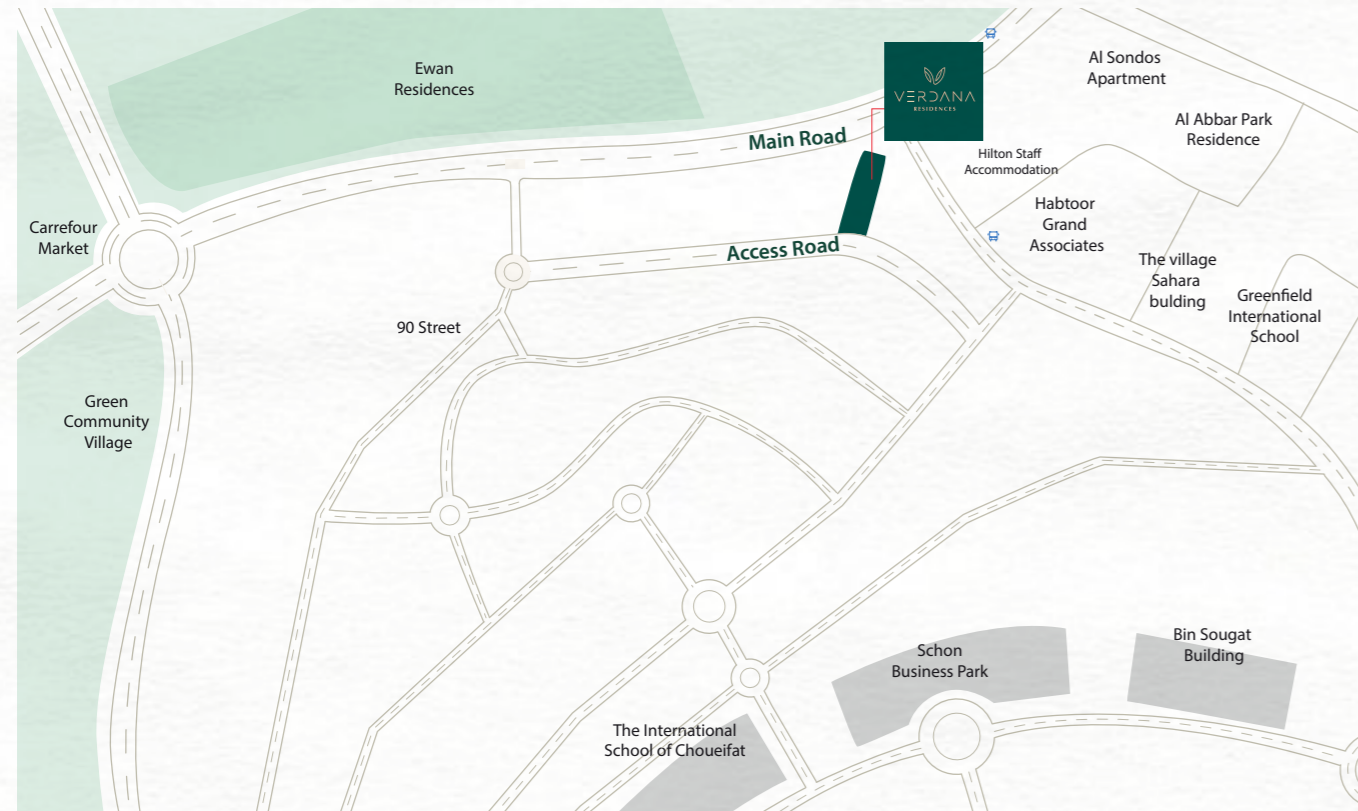 Ewan
Residences
VERDANA
RESIDENCES
Al Sondos
Apartment
Al Abbar Park
Residence
Main Road
Hilton Staff
Accommodation
Habtoor
Grand
Associates
Carrefour
Market
Access Road
The village
Sahara
bulding
Greenfield
International
School
90 Street
Green
Community
Village
Schon
Business Park
Bin Sougat
Building
The International
School of Choueifat